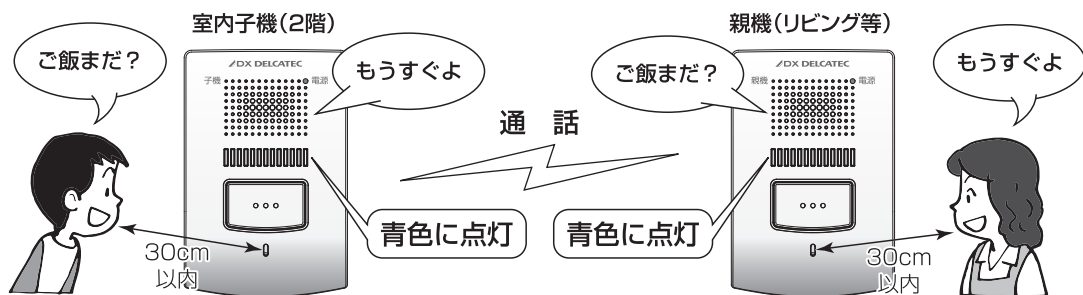 室内子機(2階)
親機(リビング等)
ご飯まだ？
DX DELCATEC
子機
電源
もうすぐよ
ご飯まだ？
DX DELCATEC
親機
電源
もうすぐよ
通 話
青色に点灯
青色に点灯
30cm
以内
30cm
以内